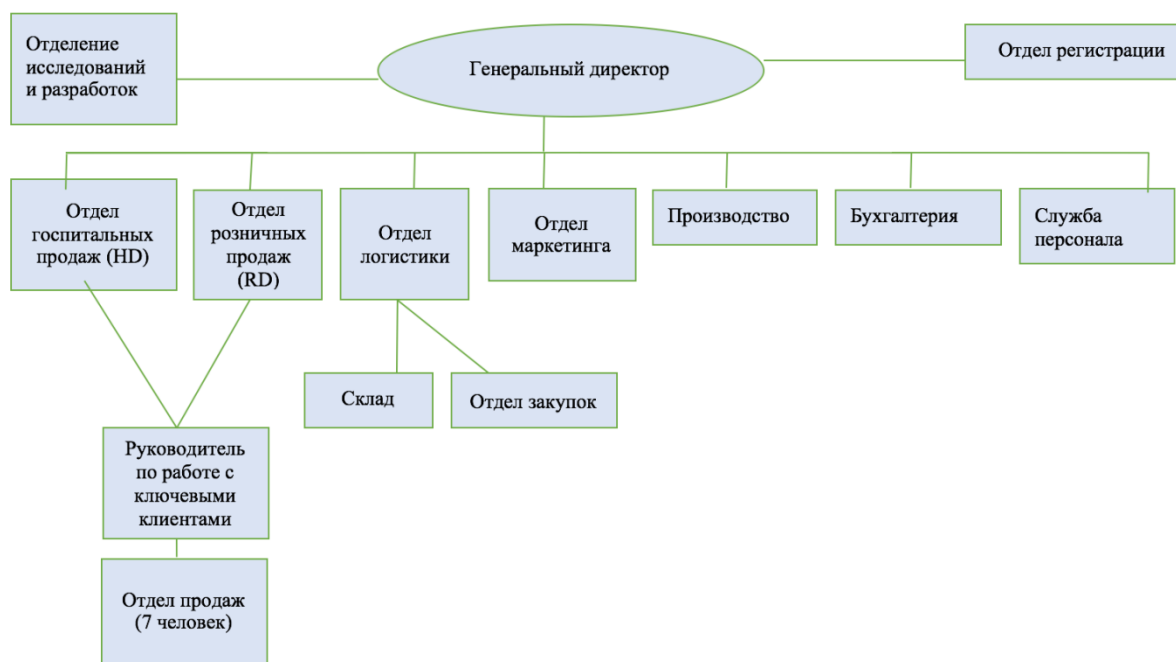 Отделение
исследований
и разработок
Генеральный директор
Отдел регистрации
Отдел
госпитальных
продаж (HD)
Отдел
розничных
продаж
(RD)
Отдел
логистики
Отдел
маркетинга
Производство
Бухгалтерия
Служба
персонала
Склад
Отдел закупок
Руководитель
по работе с
ключевыми
клиентами
Отдел продаж
(7 человек)